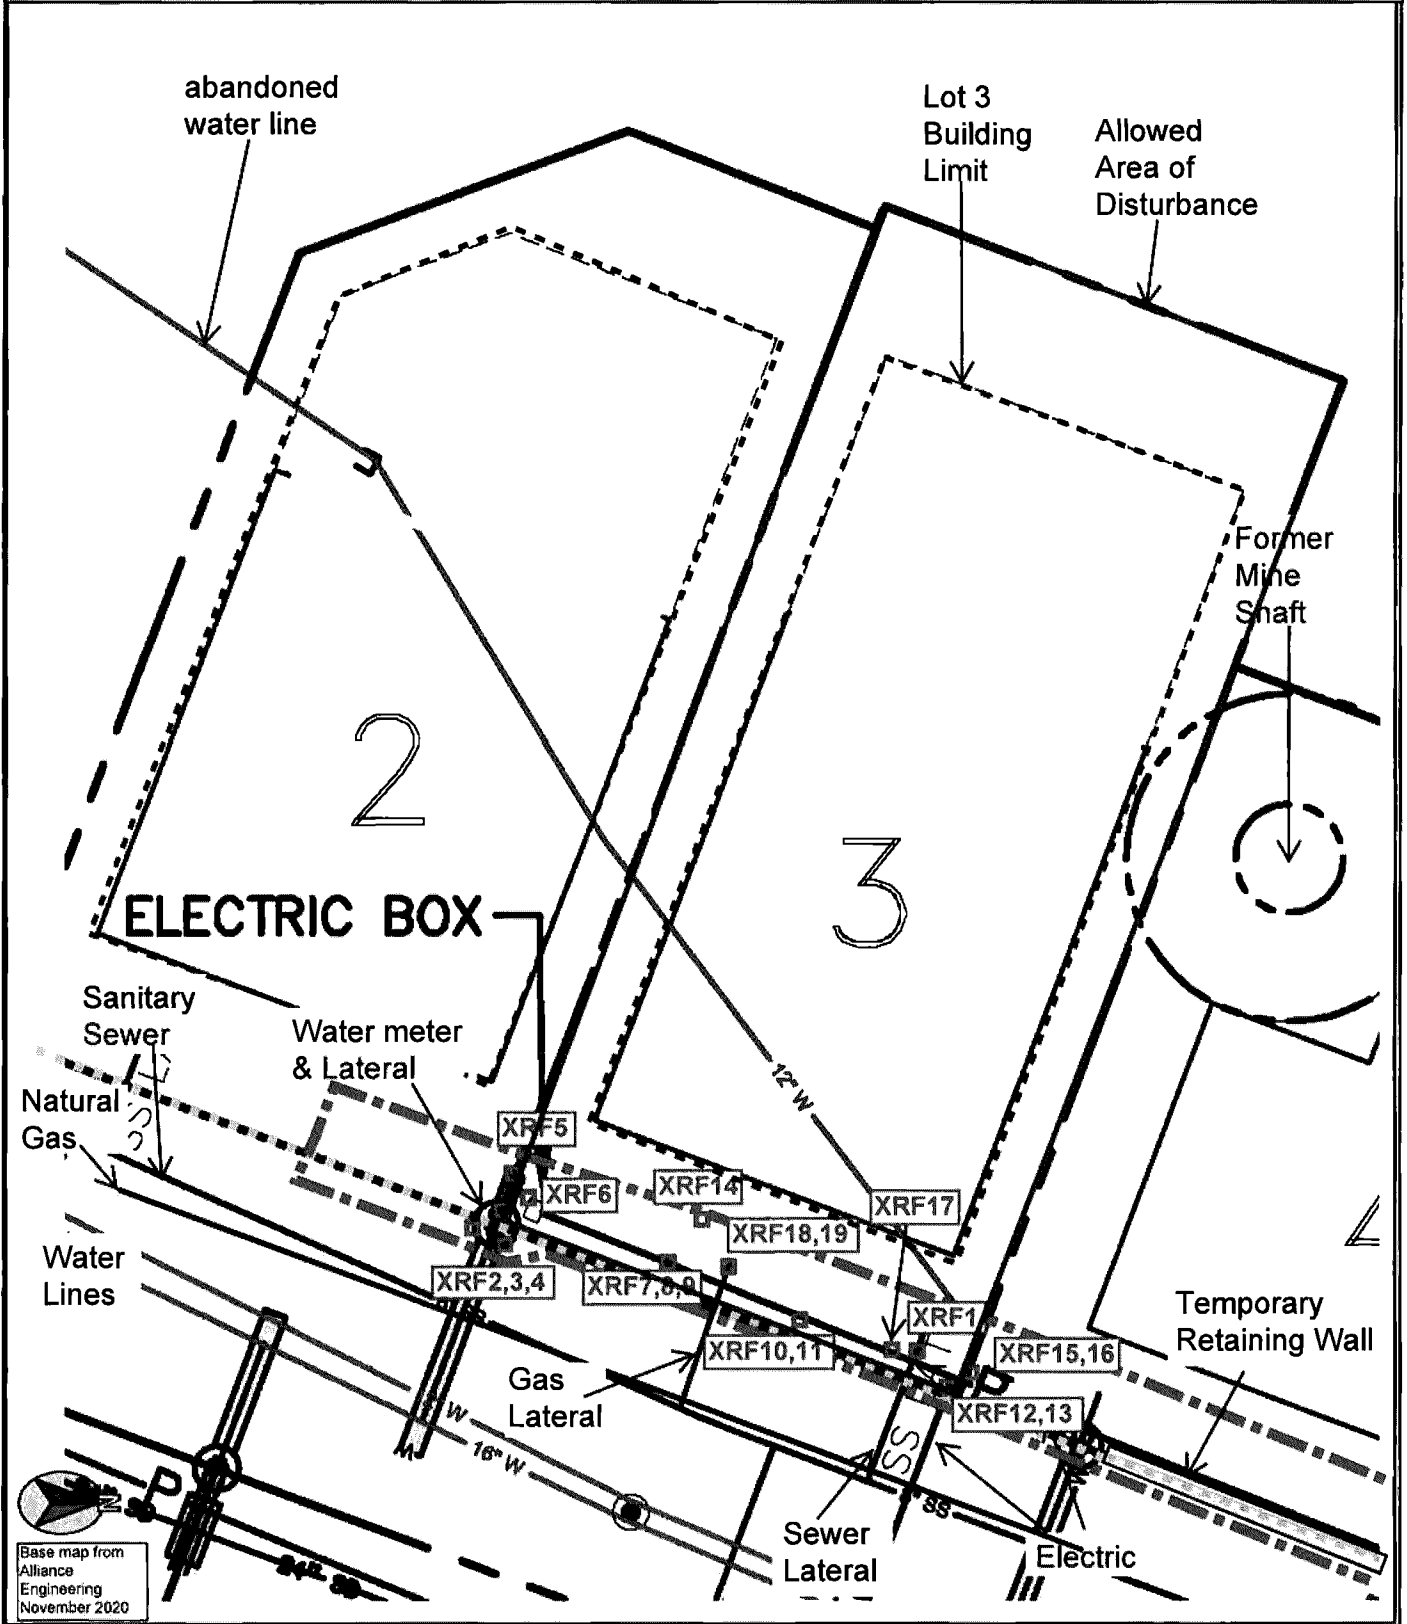 abandoned
water line
Lot 3
Building
Limit
Allowed
Area of
Disturbance
Former
Mine
Shaft
2
3
ELECTRIC BOX
Sanitary
Sewer
Water meter
& Lateral
Natural
Gas
SS
12" W
XRF5
XRF6
XRF14
XRF17
XRF18,19
Water
Lines
XRF2,3,4
XRF7,8,9
XRF1
XRF10,11
XRF15,16
Temporary
Retaining Wall
Gas
Lateral
XRF12,13
SS
W
16" W
SS
SS
Sewer
Lateral
Electric
N
Base map from
Alliance
Engineering
November 2020